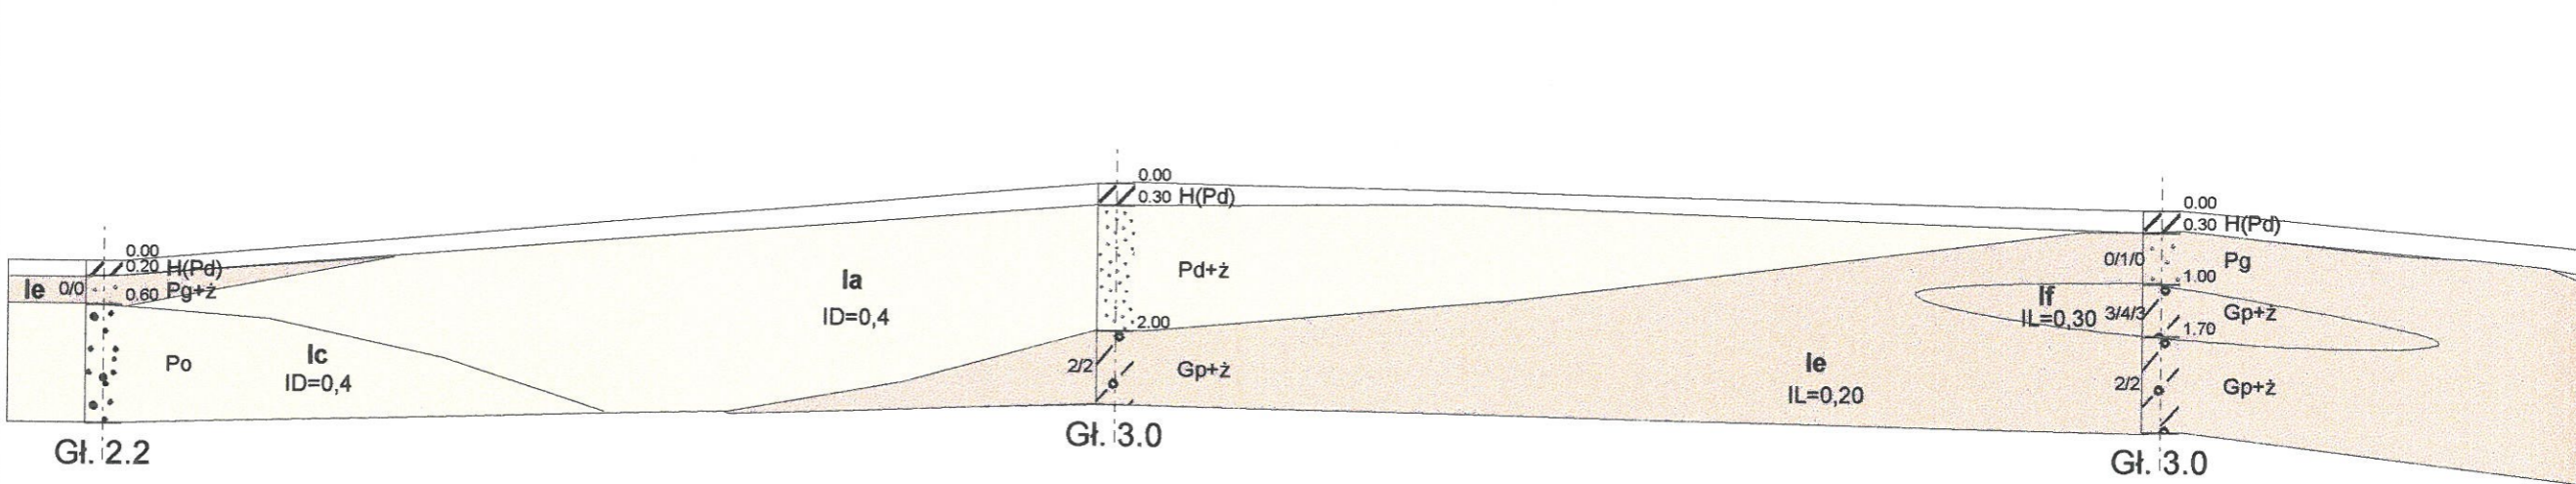 0.00
0.20 H(Pd)
Ie 0/0
0.60 Pg+ż
Po
Ic
ID=0,4
Gł. 2.2
Ia
ID=0,4
0.00
0.30 H(Pd)
Pd+ż
2.00
2/2
Gp+ż
Gł. 3.0
Ie
IL=0,20
0.00
0.30 H(Pd)
0/1/0
Pg
1.00
If
IL=0,30 3/4/3
Gp+ż
1.70
2/2
Gp+ż
Gł. 3.0